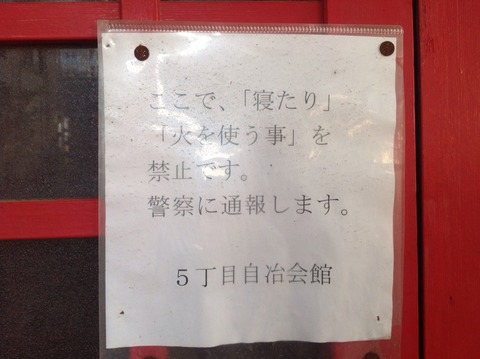 ここで、「寝たり」
「火を使う事」を
禁止です。
警察に通報します。
５丁目自冶会館